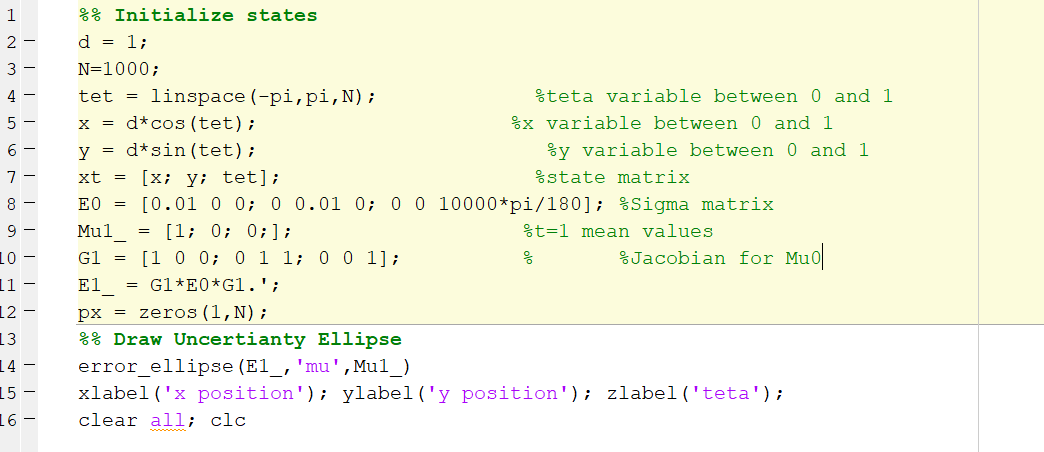 1 %% Initialize states
2 — d = 1;
3 — N=1000;
4 — tet = linspace(-pi,pi,N); %teta variable between 0 and 1
5 — x = d*cos(tet); %x variable between 0 and 1
6 — y = d*sin(tet); %y variable between 0 and 1
7 — xt = [x; y; tet]; %state matrix
8 — E0 = [0.01 0 0; 0 0.01 0; 0 0 10000*pi/180]; %Sigma matrix
9 — Mu1_ = [1; 0; 0;]; %t=1 mean values
10 — G1 = [1 0 0; 0 1 1; 0 0 1]; % %Jacobian for Mu0
11 — E1_ = G1*E0*G1.';
12 — px = zeros(1,N);
13 %% Draw Uncertianty Ellipse
14 — error_ellipse(E1_,'mu',Mu1_)
15 — xlabel('x position'); ylabel('y position'); zlabel('teta');
16 — clear all; clc